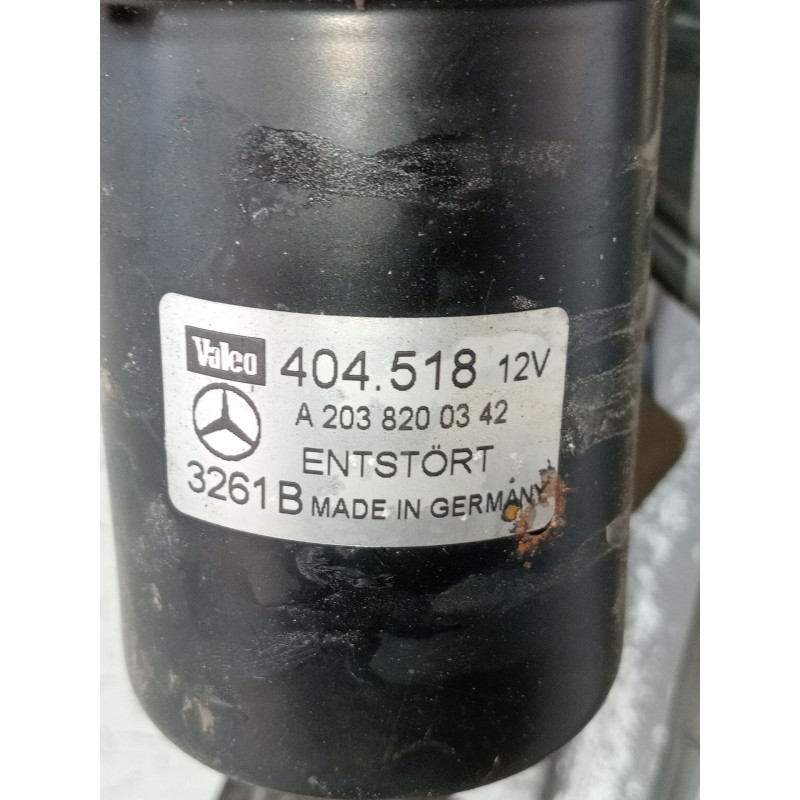 Valeo 404.518 12V
A 203 820 03 42
ENTSTÖRT
3261 B MADE IN GERMANY